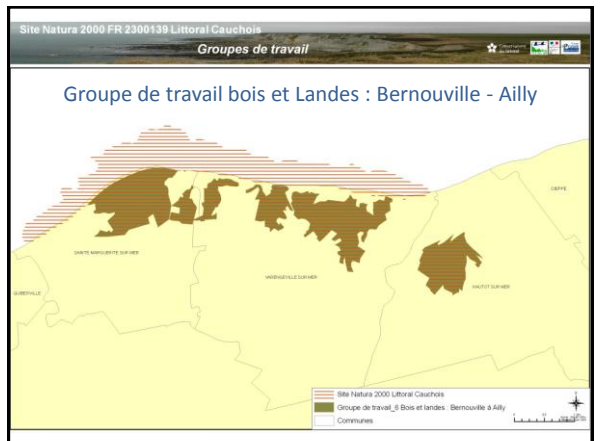 Site Natura 2000 FR 2300139 Littoral Cauchois
Groupes de travail
Groupe de travail bois et Landes : Bernouville - Ailly
DIEPPE
SAINTE MARGUERITE SUR MER
VARENGEVILLE SUR MER
HAUTOT SUR MER
QUIBERVILLE
Site Natura 2000 Littoral Cauchois
Groupe de travail_6 Bois et landes : Bernouville à Ailly
Communes